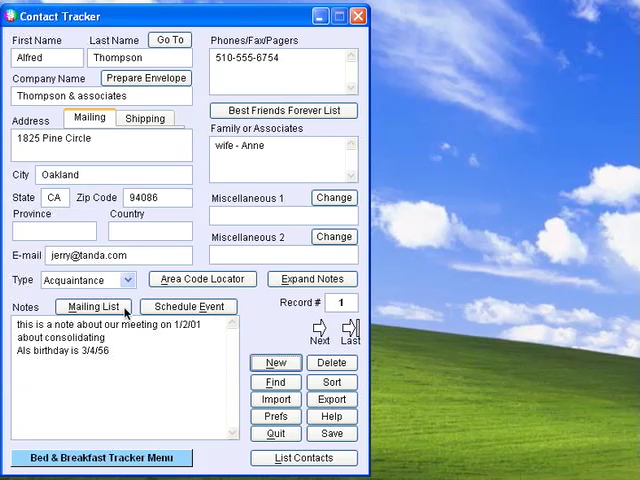 Contact Tracker
First Name
Last Name
Go To
Alfred
Thompson
Company Name
Prepare Envelope
Thompson & associates
Address
Mailing
Shipping
1825 Pine Circle
City
Oakland
State
CA
Zip Code
94086
Province
Country
E-mail
jerry@tanda.com
Type
Acquaintance
Area Code Locator
Expand Notes
Notes
Mailing List
Schedule Event
this is a note about our meeting on 1/2/01
about consolidating
Als birthday is 3/4/56
Bed & Breakfast Tracker Menu
Phones/Fax/Pagers
510-555-6754
Best Friends Forever List
Family or Associates
wife - Anne
Miscellaneous 1
Change
Miscellaneous 2
Change
Record #
1
Next
Last
New
Delete
Find
Sort
Import
Export
Prefs
Help
Quit
Save
List Contacts